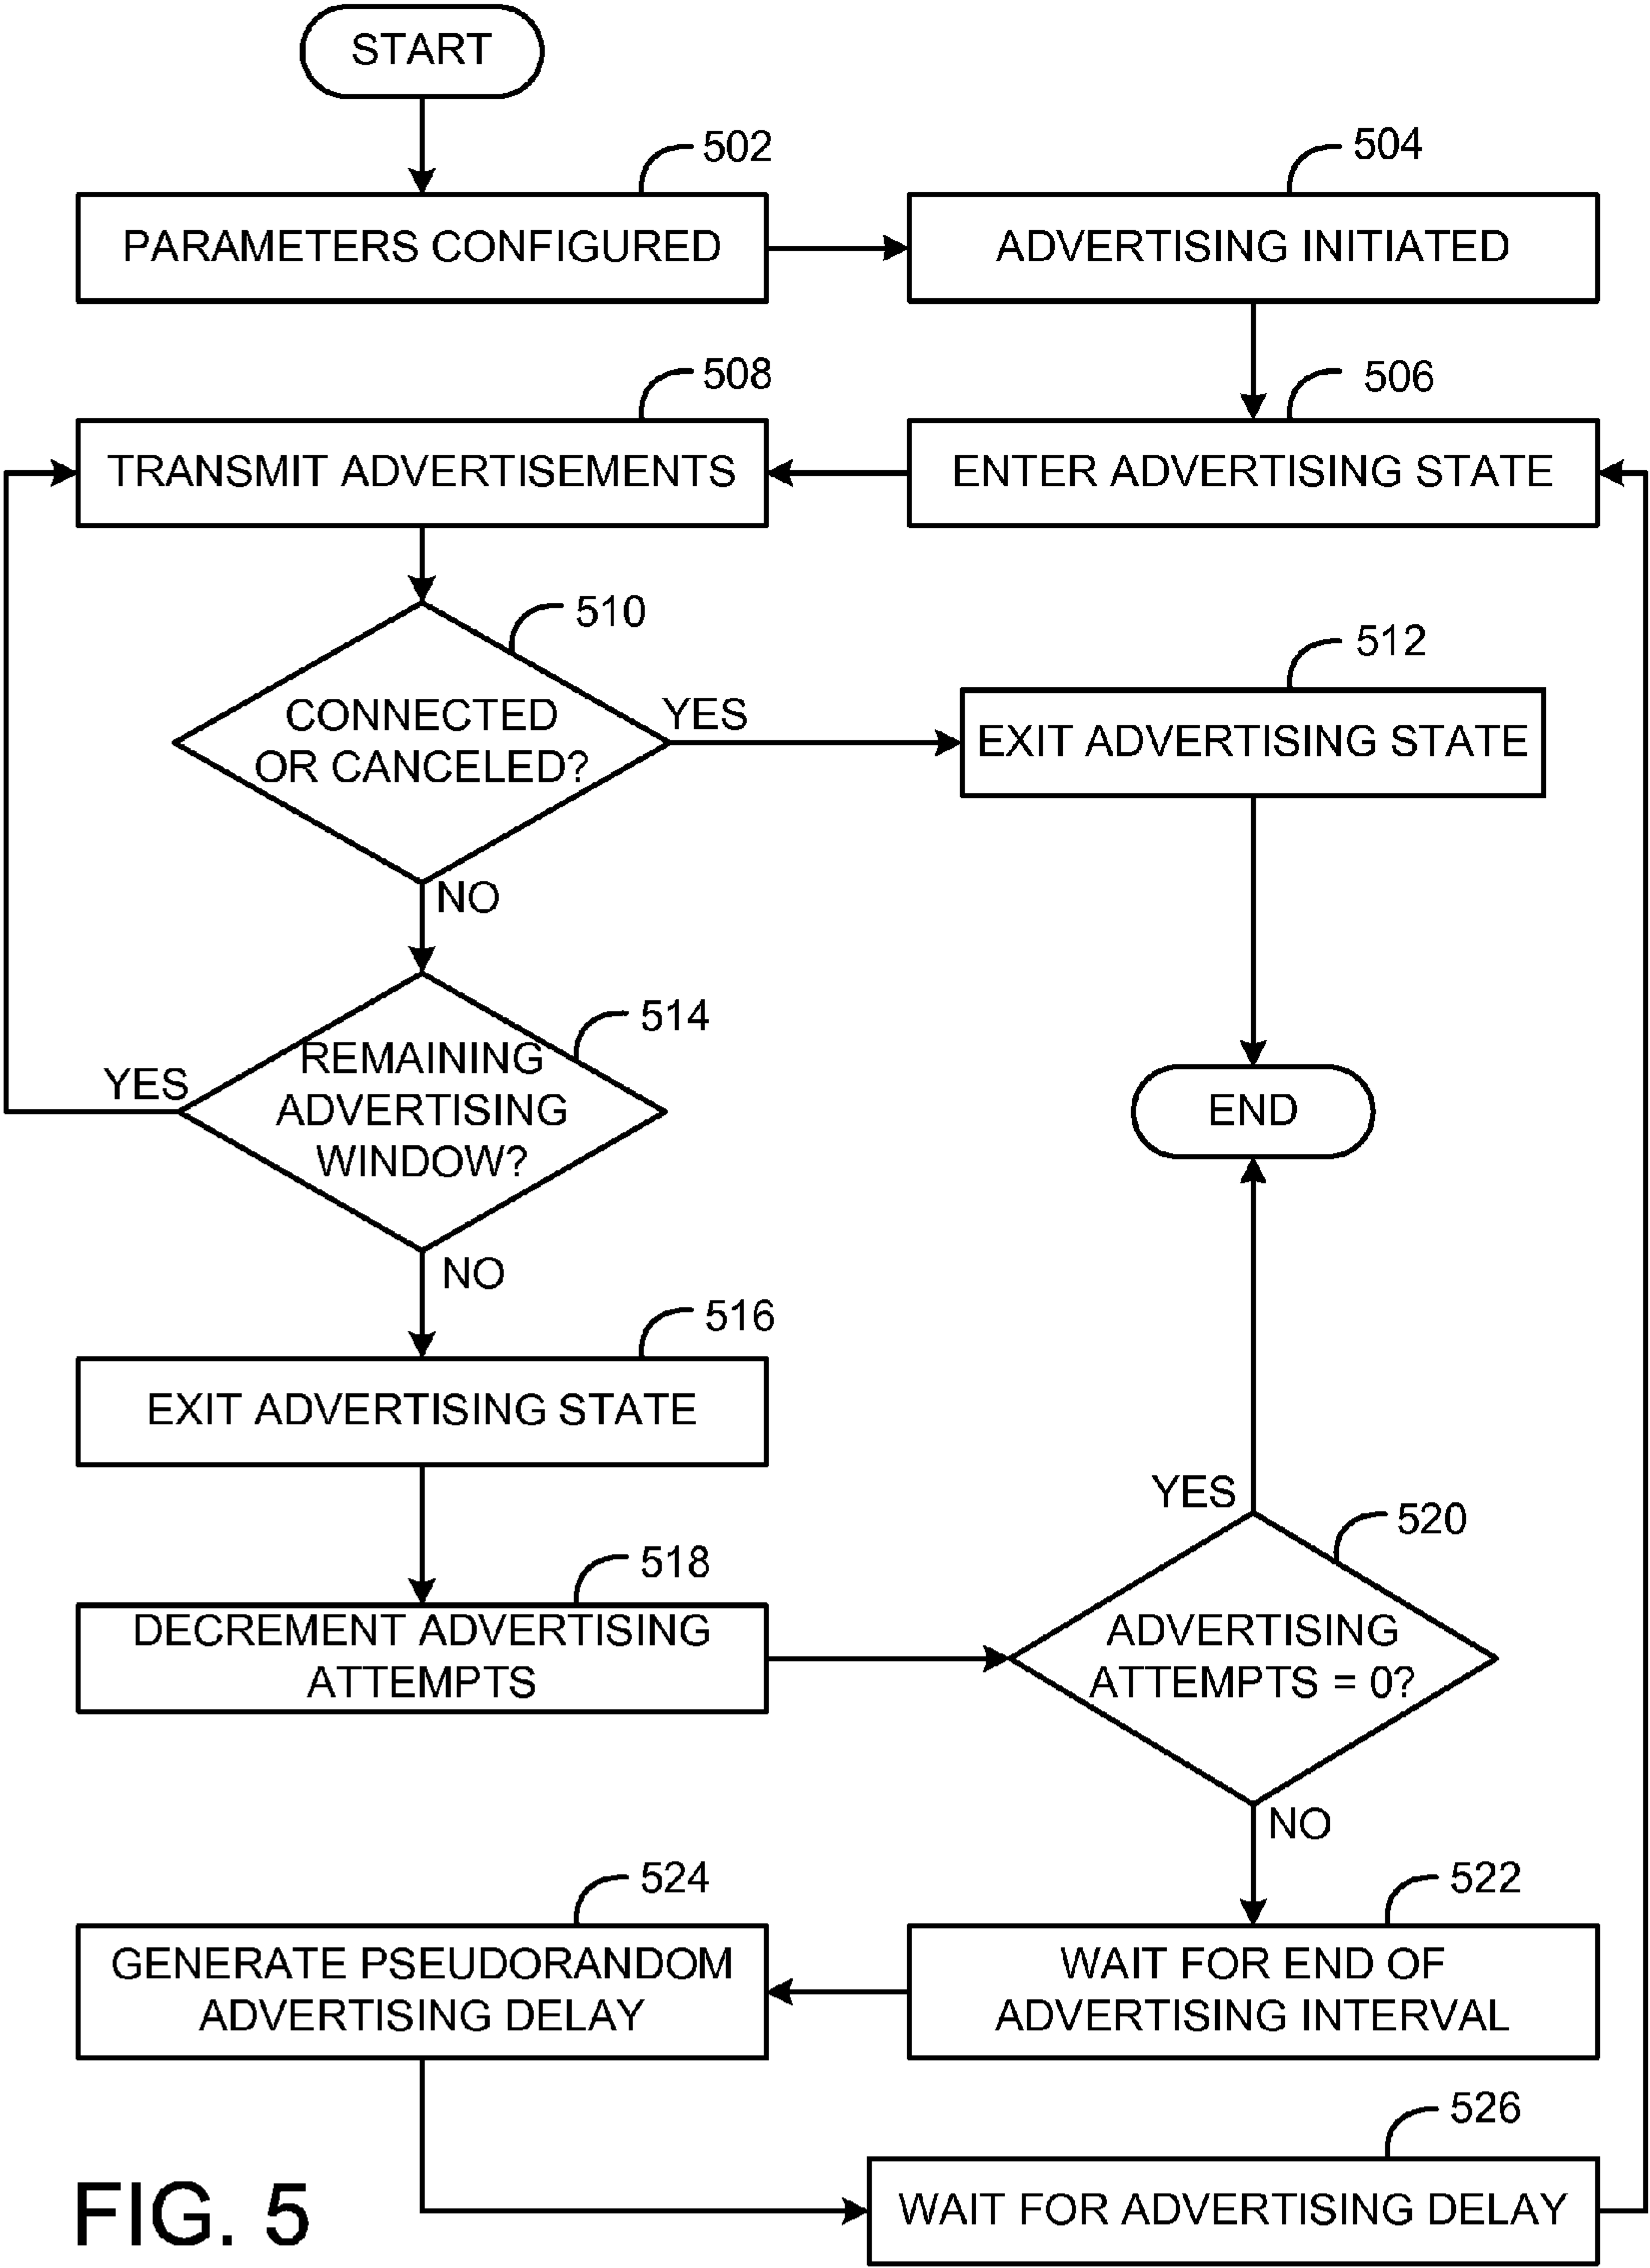 START
502
PARAMETERS CONFIGURED
504
ADVERTISING INITIATED
508
TRANSMIT ADVERTISEMENTS
506
ENTER ADVERTISING STATE
510
CONNECTED
OR CANCELED?
YES
512
EXIT ADVERTISING STATE
NO
514
REMAINING
ADVERTISING
WINDOW?
YES
END
NO
516
EXIT ADVERTISING STATE
518
DECREMENT ADVERTISING
ATTEMPTS
YES
520
ADVERTISING
ATTEMPTS = 0?
NO
524
GENERATE PSEUDORANDOM
ADVERTISING DELAY
522
WAIT FOR END OF
ADVERTISING INTERVAL
526
WAIT FOR ADVERTISING DELAY
FIG. 5